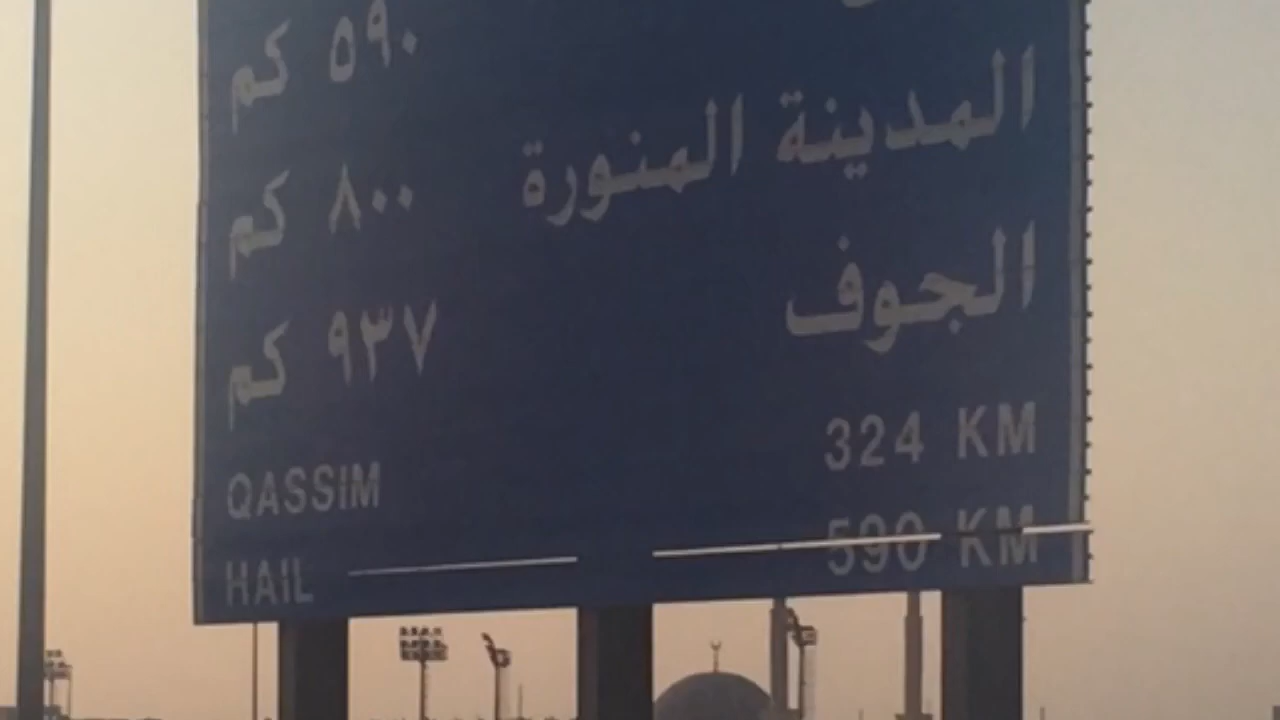 ٥٩٠ كم
المدينة المنورة ٨٠٠ كم
الجوف ٩٣٧ كم
QASSIM 324 KM
HAIL 590 KM